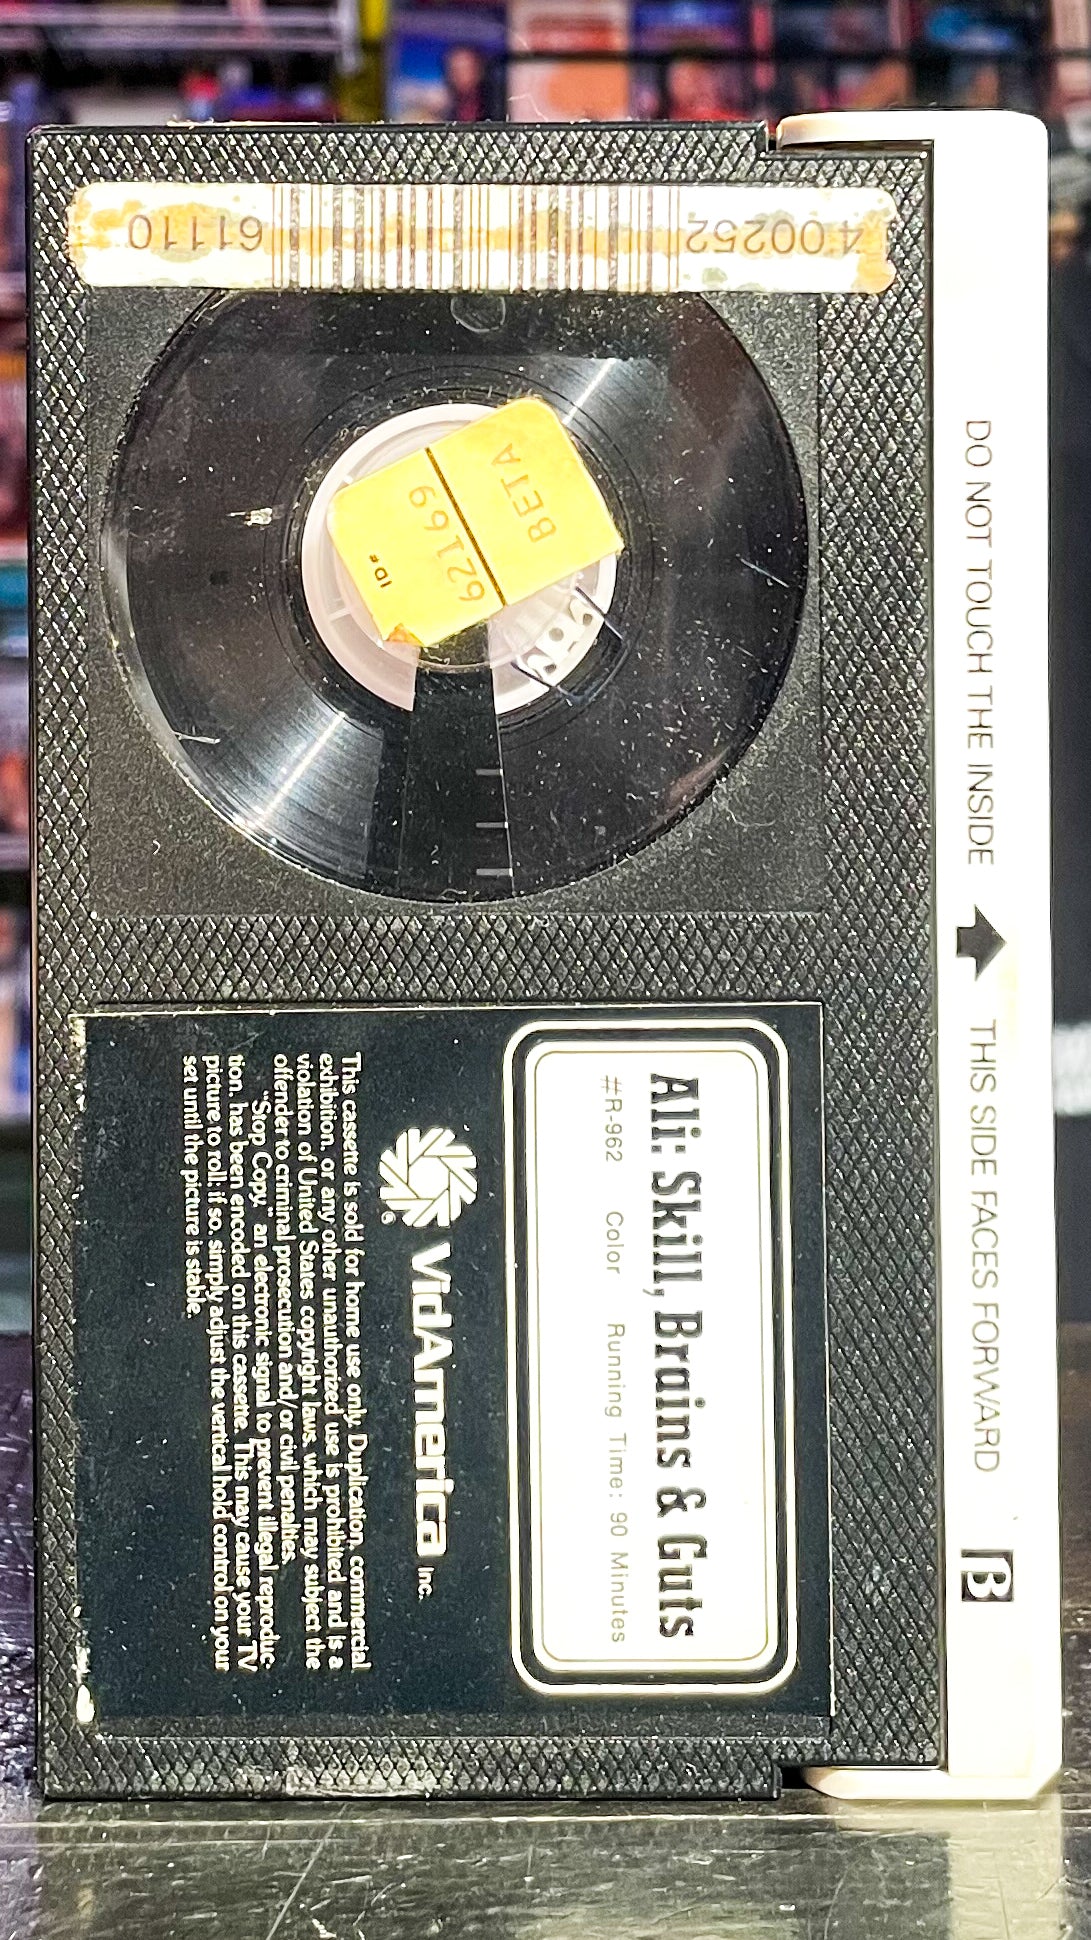 4 00252 61110
BETA
62169
ID#
DO NOT TOUCH THE INSIDE THIS SIDE FACES FORWARD B
Ali: Skill, Brains & Guts
#R-962 Color Running Time: 90 Minutes
VidAmerica Inc.
This cassette is sold for home use only. Duplication, commercial
exhibition, or any other unauthorized use is prohibited and is a
violation of United States copyright laws, which may subject the
offender to criminal prosecution and/or civil penalties.
"Stop Copy," an electronic signal to prevent illegal reproduc-
tion, has been encoded on this cassette. This may cause your TV
picture to roll; if so, simply adjust the vertical hold control on your
set until the picture is stable.